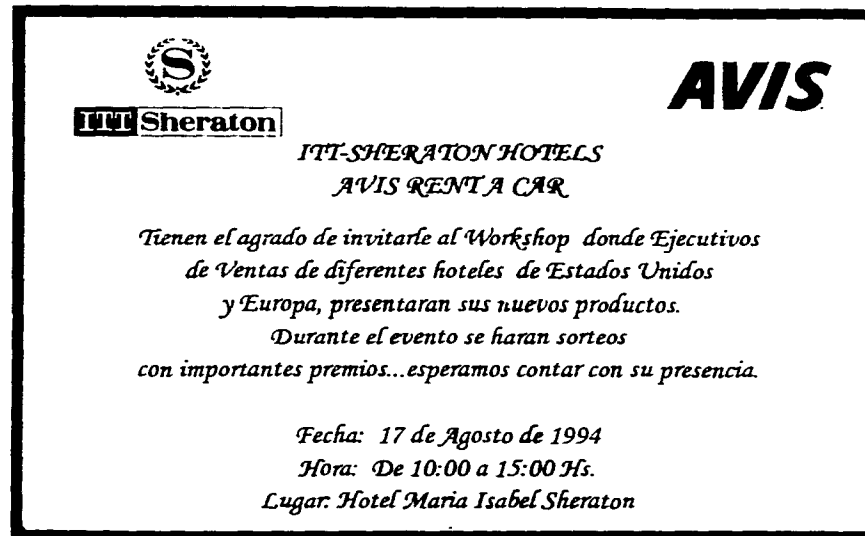 S
ITT Sheraton
AVIS
ITT-SHERATON HOTELS
AVIS RENT A CAR
Tienen el agrado de invitarle al Workshop donde Ejecutivos
de Ventas de diferentes hoteles de Estados Unidos
y Europa, presentaran sus nuevos productos.
Durante el evento se haran sorteos
con importantes premios...esperamos contar con su presencia.
Fecha: 17 de Agosto de 1994
Hora: De 10:00 a 15:00 Hs.
Lugar: Hotel Maria Isabel Sheraton